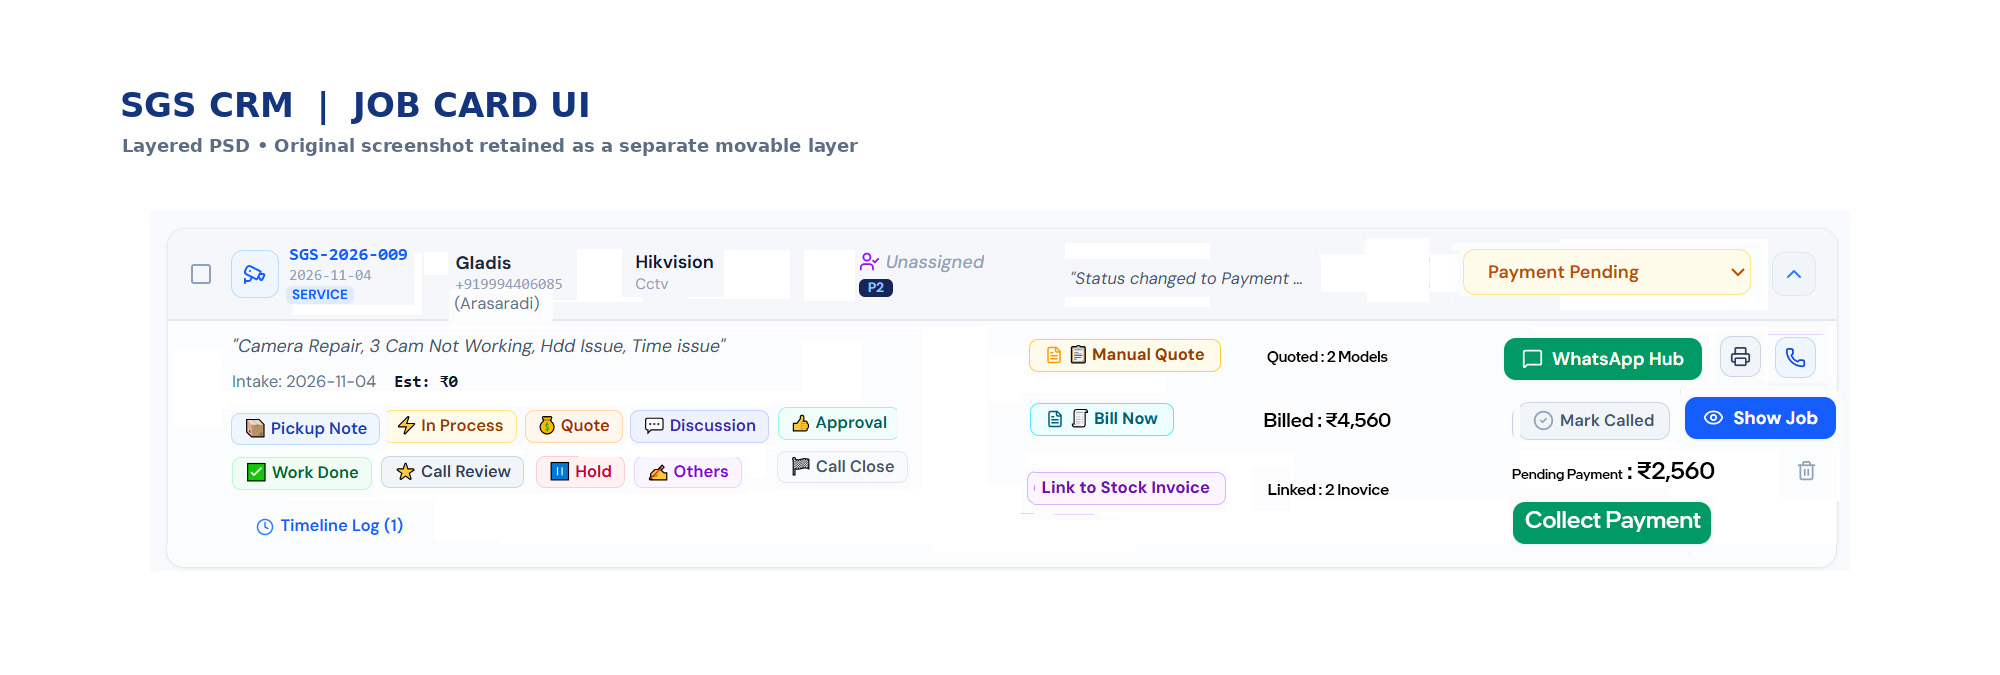 SGS CRM | JOB CARD UI
Layered PSD • Original screenshot retained as a separate movable layer
SGS-2026-009
2026-11-04
SERVICE
Gladis
+919994406085
(Arasaradi)
Hikvision
Cctv
Unassigned
P2
"Status changed to Payment ...
Payment Pending
"Camera Repair, 3 Cam Not Working, Hdd Issue, Time issue"
Intake: 2026-11-04 Est: ₹0
Pickup Note In Process Quote Discussion Approval
Work Done Call Review Hold Others Call Close
Timeline Log (1)
Manual Quote Quoted : 2 Models
Bill Now Billed : ₹4,560
Link to Stock Invoice Linked : 2 Inovice
WhatsApp Hub
Mark Called Show Job
Pending Payment : ₹2,560
Collect Payment